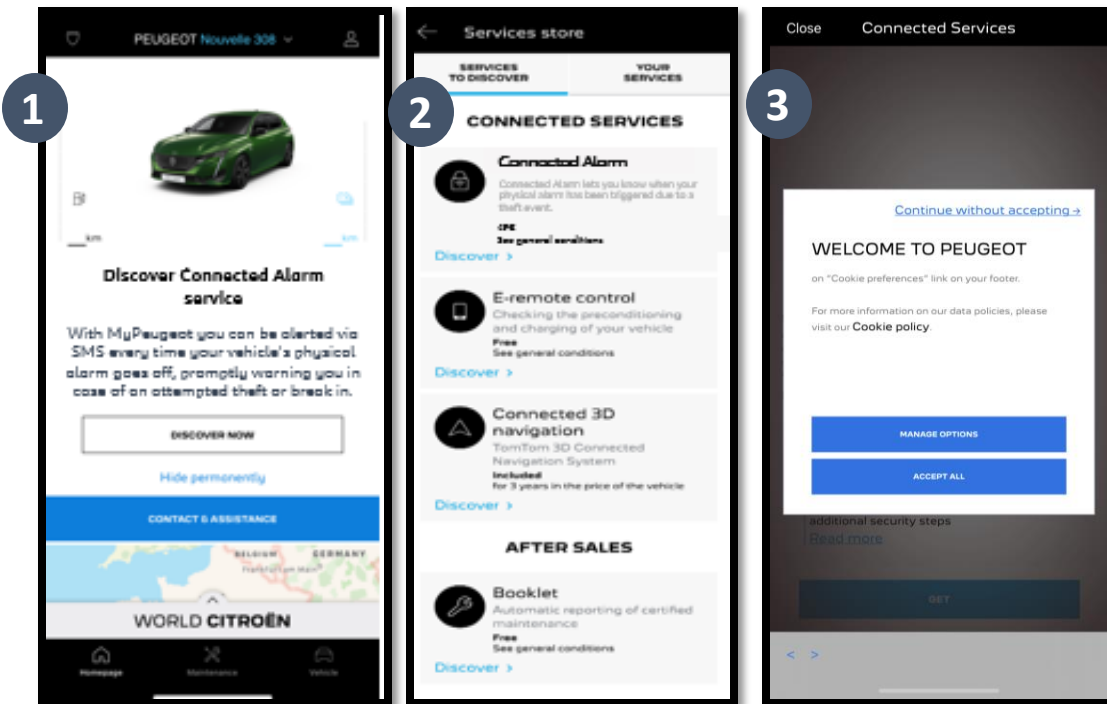 1
PEUGEOT Nouvelle 308
km
km
Discover Connected Alarm
service
With MyPeugeot you can be alerted via
SMS every time your vehicle's physical
alarm goes off, promptly warning you in
case of an attempted theft or break in.
DISCOVER NOW
Hide permanently
CONTACT & ASSISTANCE
BELGIUM
GERMANY
Frankfurt am Main
WORLD CITROËN
Homepage
Maintenance
Vehicle
2
Services store
SERVICES
TO DISCOVER
YOUR
SERVICES
CONNECTED SERVICES
Connected Alarm
Connected Alarm lets you know when your
physical alarm has been triggered due to a
theft event.
See general conditions
Discover >
E-remote control
Checking the preconditioning
and charging of your vehicle
Free
See general conditions
Discover >
Connected 3D
navigation
TomTom 3D Connected
Navigation System
Included
for 3 years in the price of the vehicle
Discover >
AFTER SALES
Booklet
Automatic reporting of certified
maintenance
Free
See general conditions
Discover >
3
Close
Connected Services
Continue without accepting →
WELCOME TO PEUGEOT
on "Cookie preferences" link on your footer.
For more information on our data policies, please
visit our Cookie policy.
MANAGE OPTIONS
ACCEPT ALL
additional security steps
Read more
GET
< >